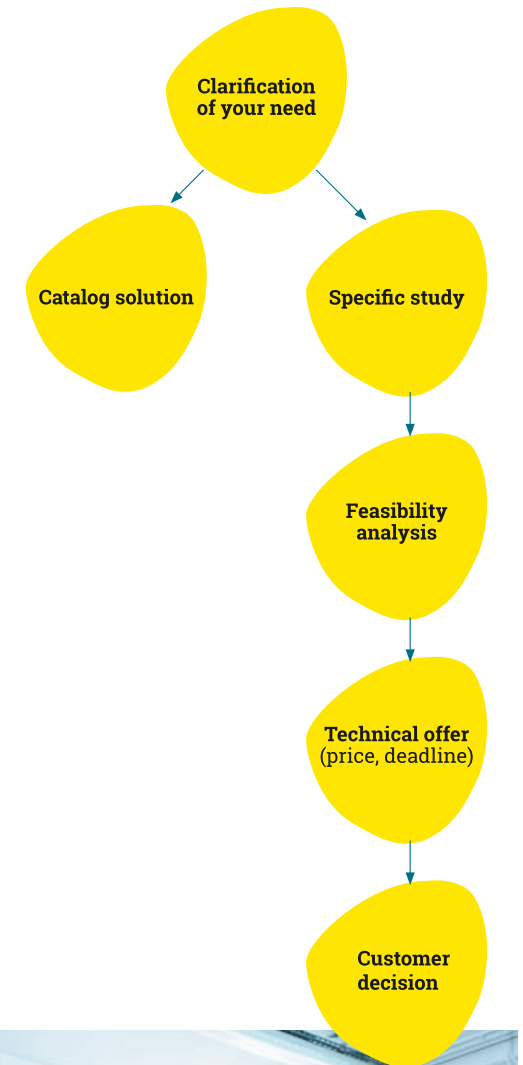 Clarification
of your need
Catalog solution
Specific study
Feasibility
analysis
Technical offer
(price, deadline)
Customer
decision